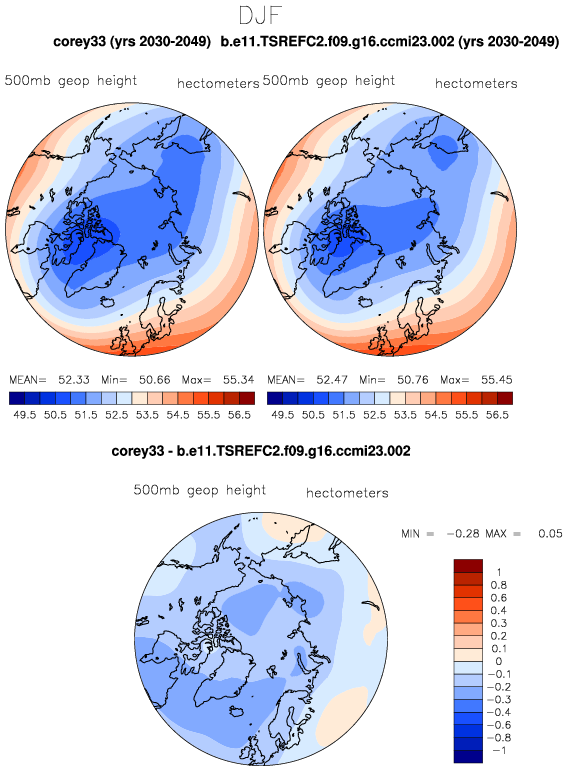 DJF
corey33 (yrs 2030-2049) b.e11.TSREFC2.f09.g16.ccmi23.002 (yrs 2030-2049)
500mb geop height hectometers 500mb geop height hectometers
MEAN= 52.33 Min= 50.66 Max= 55.34 MEAN= 52.47 Min= 50.76 Max= 55.45
49.5 50.5 51.5 52.5 53.5 54.5 55.5 56.5 49.5 50.5 51.5 52.5 53.5 54.5 55.5 56.5
corey33 - b.e11.TSREFC2.f09.g16.ccmi23.002
500mb geop height hectometers
MIN = -0.28 MAX = 0.05
1
0.8
0.6
0.4
0.3
0.2
0.1
0
-0.1
-0.2
-0.3
-0.4
-0.6
-0.8
-1